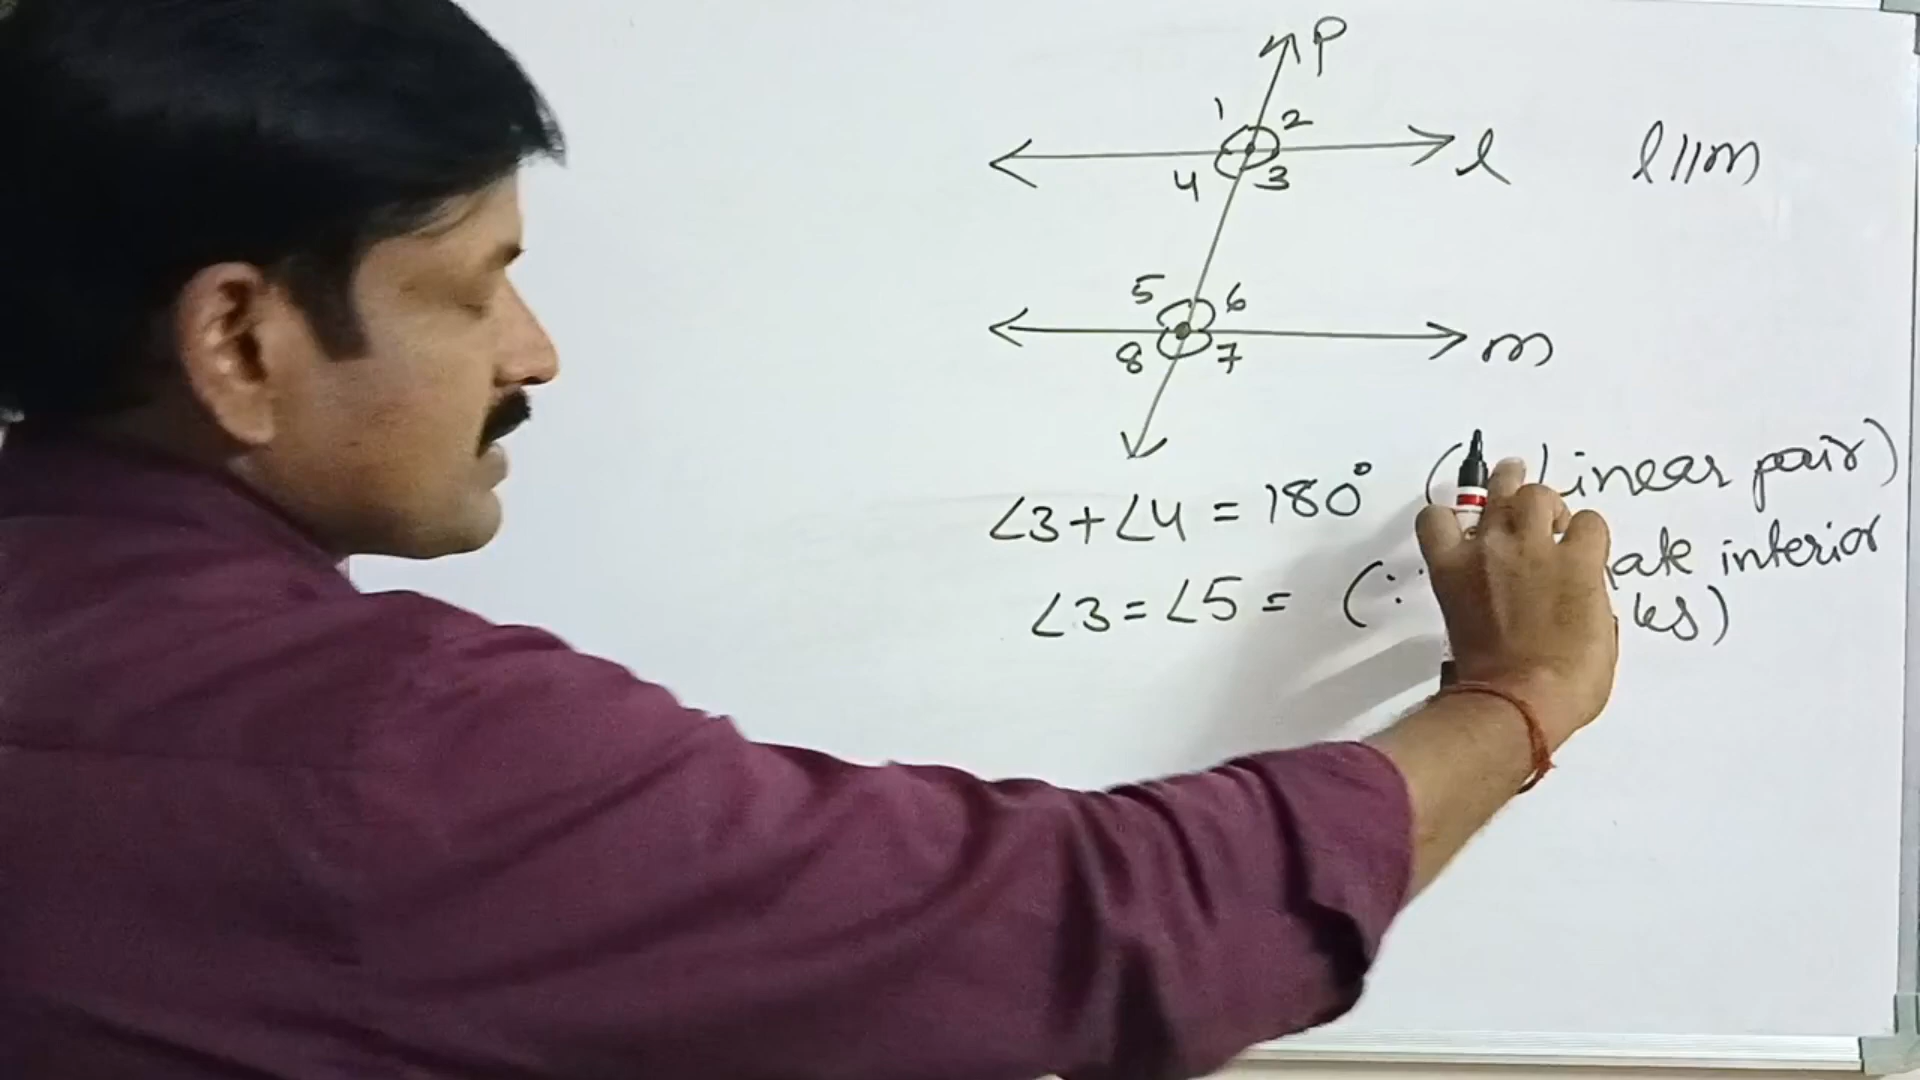 P
1 2
l l||m
4 3
5 6
m
8 7
∠3+∠4 = 180° ( Linear pair)
∠3=∠5= (∵ interior
∠s)